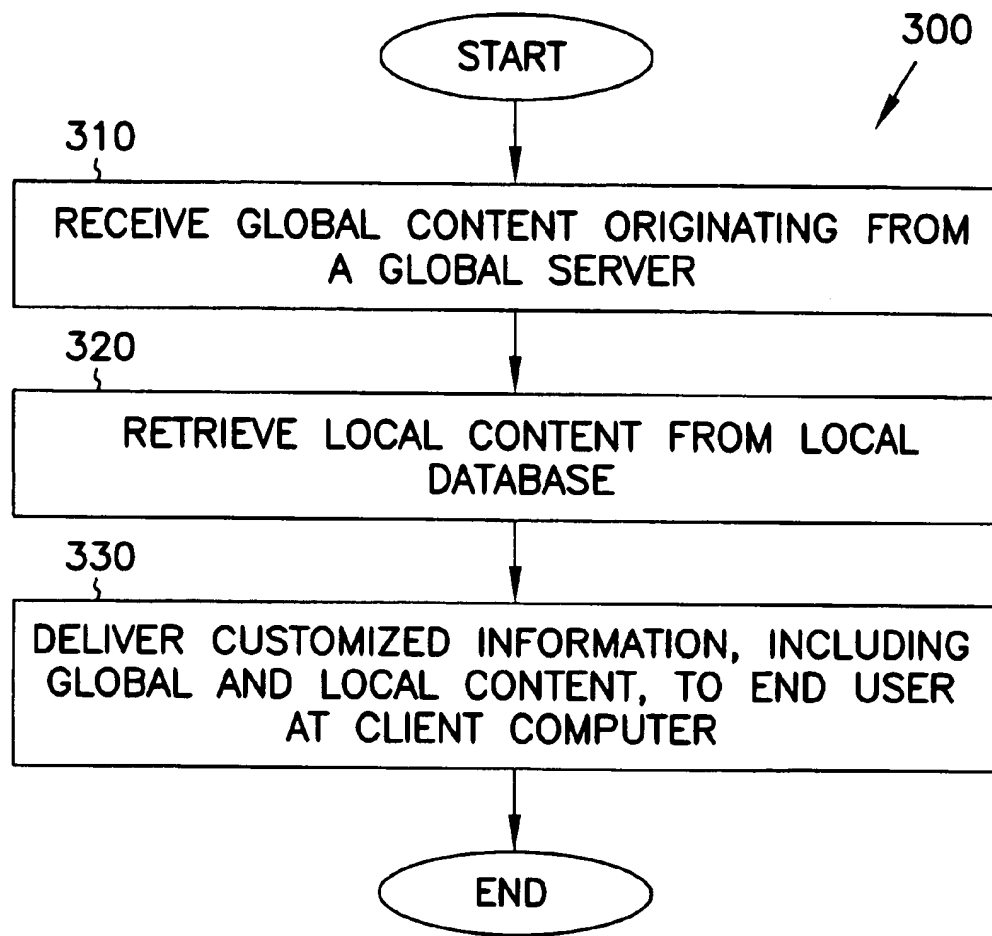 START
300
310
RECEIVE GLOBAL CONTENT ORIGINATING FROM
A GLOBAL SERVER
320
RETRIEVE LOCAL CONTENT FROM LOCAL
DATABASE
330
DELIVER CUSTOMIZED INFORMATION, INCLUDING
GLOBAL AND LOCAL CONTENT, TO END USER
AT CLIENT COMPUTER
END